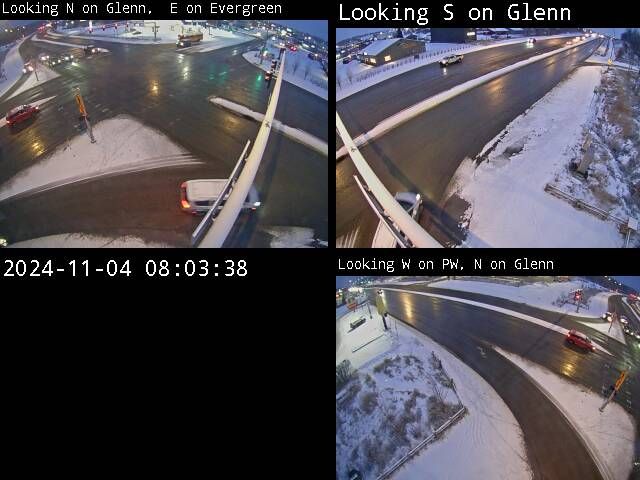 Looking N on Glenn,  E on Evergreen
Looking S on Glenn
2024-11-04 08:03:38
Looking W on PW, N on Glenn